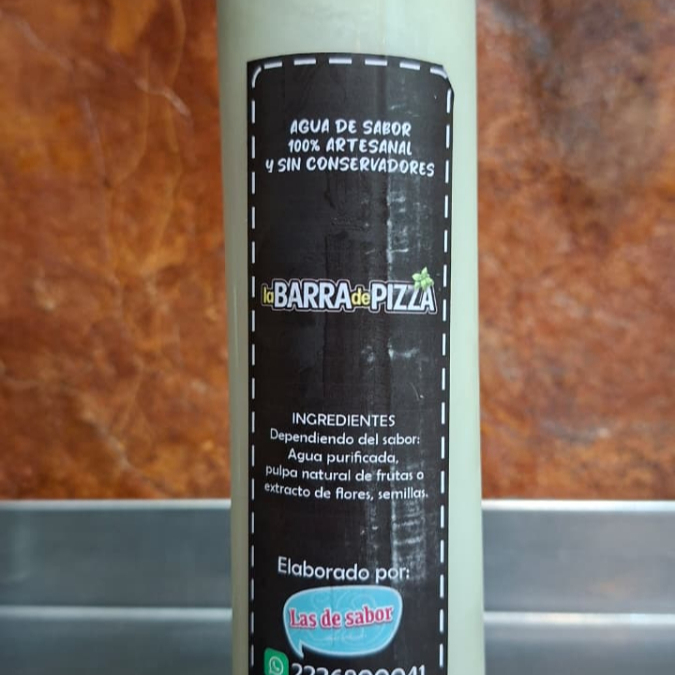 AGUA DE SABOR
100% ARTESANAL
Y SIN CONSERVADORES
la BARRA de PIZZA
INGREDIENTES
Dependiendo del sabor:
Agua purificada,
pulpa natural de frutas o
extracto de flores, semillas.
Elaborado por:
Las de sabor